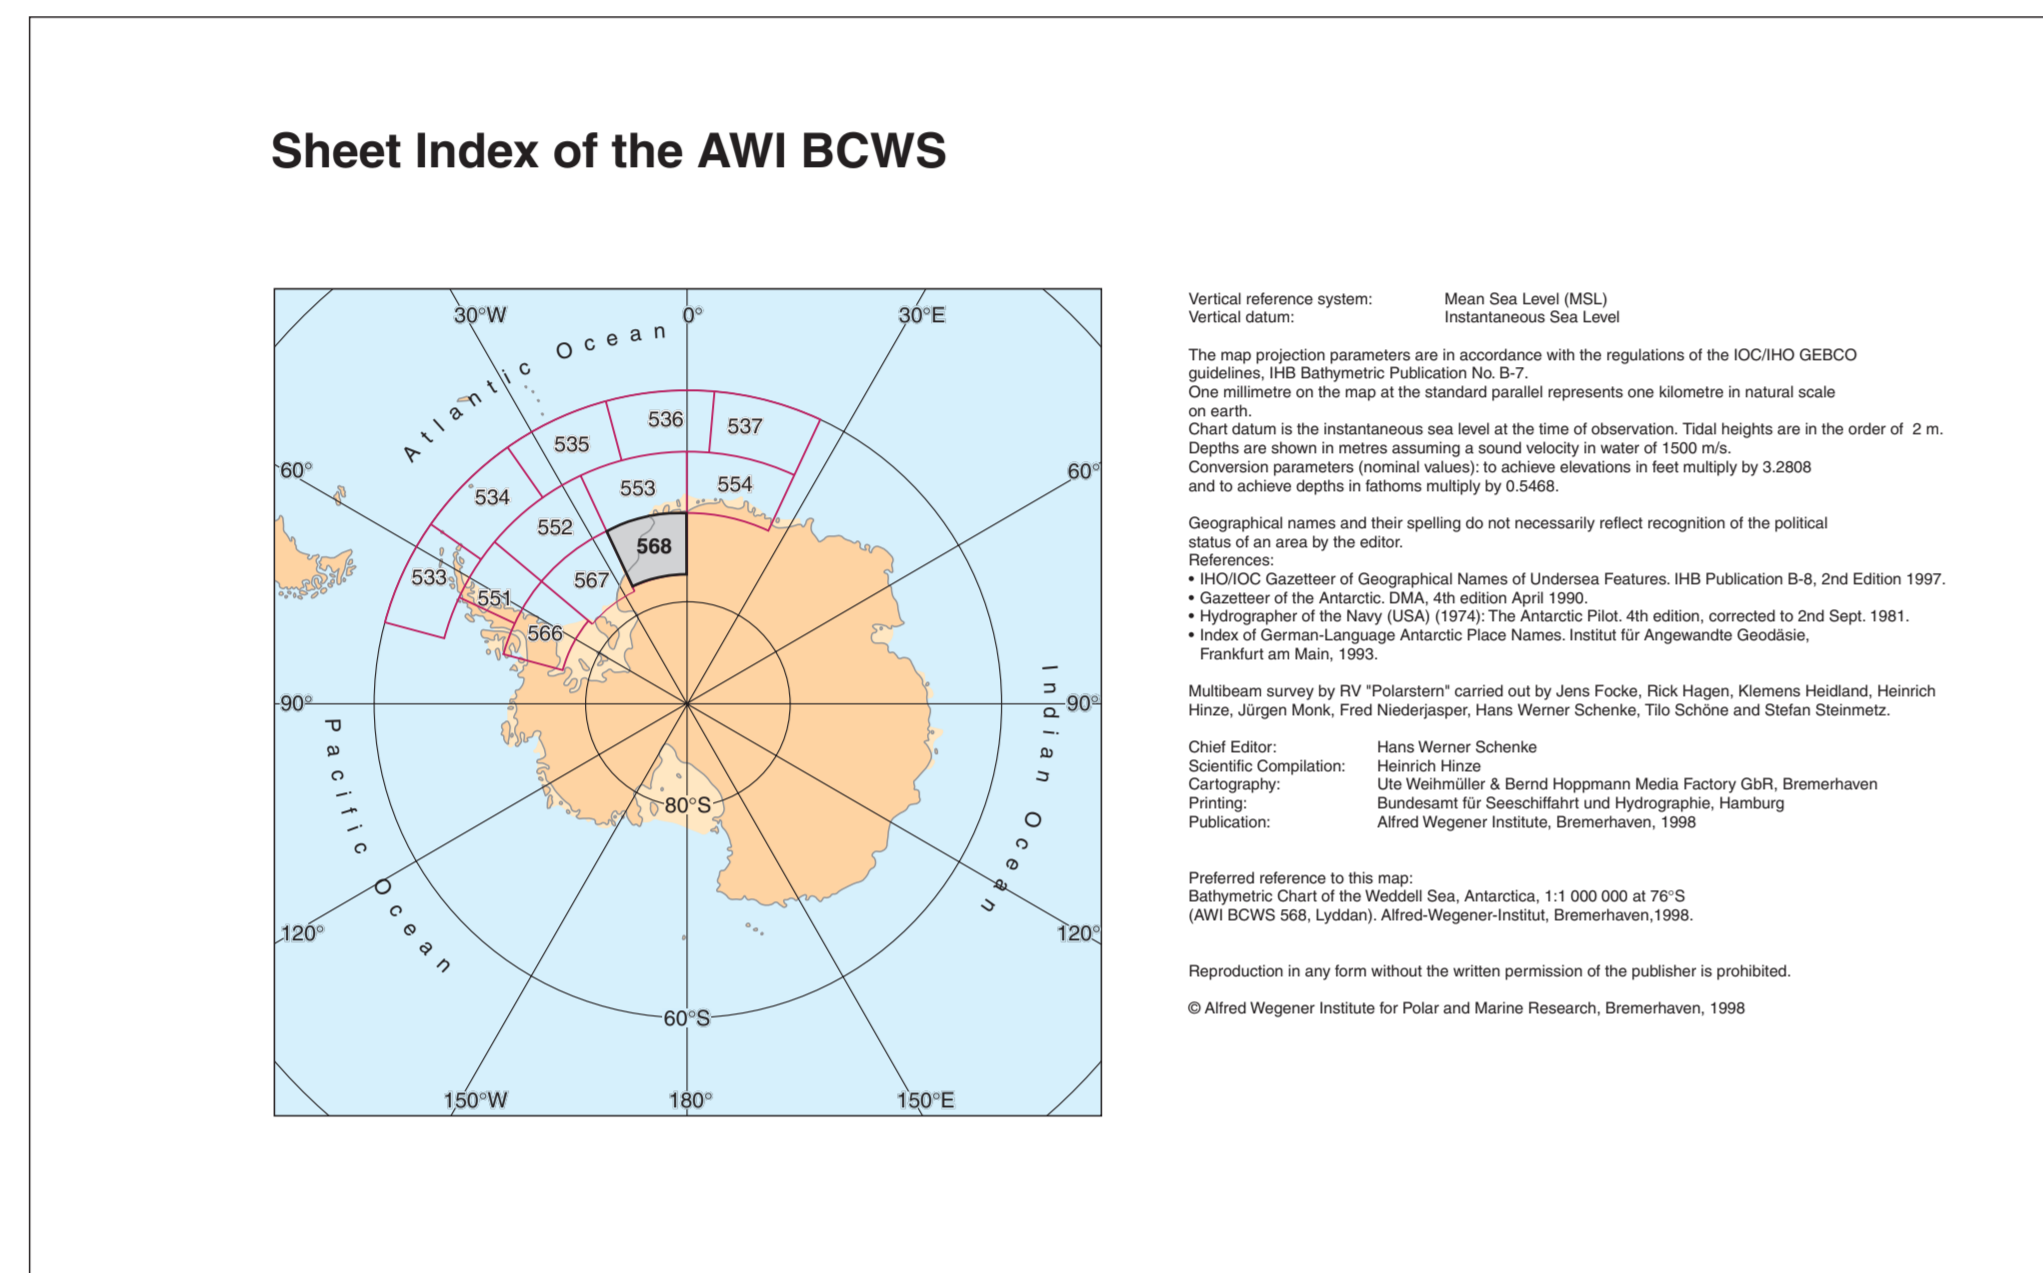 Sheet Index of the AWI BCWS
30°W
0°
30°E
Atlantic Ocean
536
537
535
534
553
554
552
568
533
567
551
566
60°
60°
90°
90°
Indian Ocean
Pacific Ocean
80°S
120°
120°
60°S
150°W
180°
150°E
Vertical reference system: Mean Sea Level (MSL)
Vertical datum: Instantaneous Sea Level
The map projection parameters are in accordance with the regulations of the IOC/IHO GEBCO
guidelines, IHB Bathymetric Publication No. B-7.
One millimetre on the map at the standard parallel represents one kilometre in natural scale
on earth.
Chart datum is the instantaneous sea level at the time of observation. Tidal heights are in the order of 2 m.
Depths are shown in metres assuming a sound velocity in water of 1500 m/s.
Conversion parameters (nominal values): to achieve elevations in feet multiply by 3.2808
and to achieve depths in fathoms multiply by 0.5468.
Geographical names and their spelling do not necessarily reflect recognition of the political
status of an area by the editor.
References:
• IHO/IOC Gazetteer of Geographical Names of Undersea Features. IHB Publication B-8, 2nd Edition 1997.
• Gazetteer of the Antarctic. DMA, 4th edition April 1990.
• Hydrographer of the Navy (USA) (1974): The Antarctic Pilot. 4th edition, corrected to 2nd Sept. 1981.
• Index of German-Language Antarctic Place Names. Institut für Angewandte Geodäsie,
Frankfurt am Main, 1993.
Multibeam survey by RV "Polarstern" carried out by Jens Focke, Rick Hagen, Klemens Heidland, Heinrich
Hinze, Jürgen Monk, Fred Niederjasper, Hans Werner Schenke, Tilo Schöne and Stefan Steinmetz.
Chief Editor: Hans Werner Schenke
Scientific Compilation: Heinrich Hinze
Cartography: Ute Weihmüller & Bernd Hoppmann Media Factory GbR, Bremerhaven
Printing: Bundesamt für Seeschiffahrt und Hydrographie, Hamburg
Publication: Alfred Wegener Institute, Bremerhaven, 1998
Preferred reference to this map:
Bathymetric Chart of the Weddell Sea, Antarctica, 1:1 000 000 at 76°S
(AWI BCWS 568, Lyddan). Alfred-Wegener-Institut, Bremerhaven,1998.
Reproduction in any form without the written permission of the publisher is prohibited.
© Alfred Wegener Institute for Polar and Marine Research, Bremerhaven, 1998